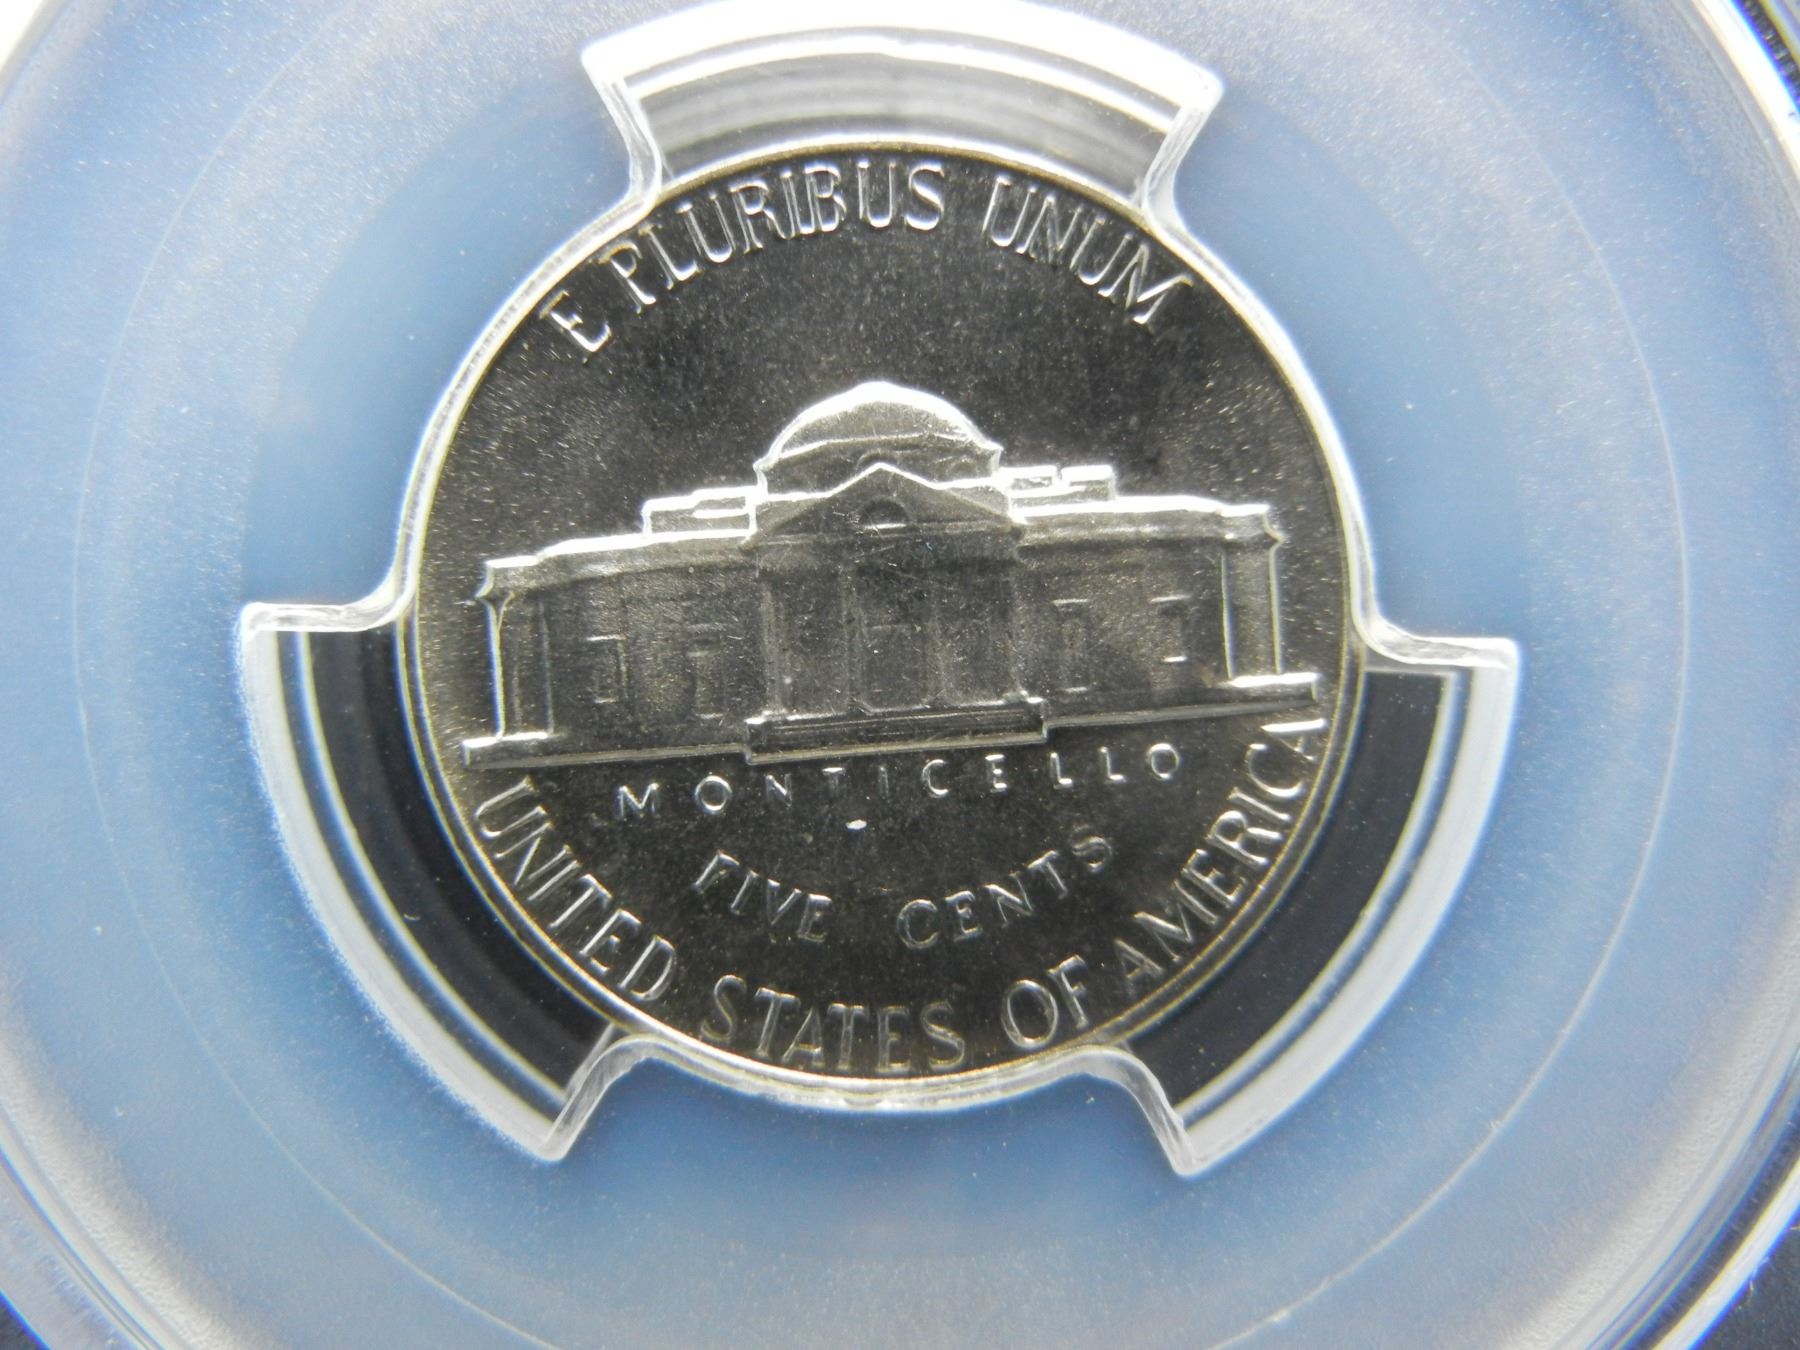 E PLURIBUS UNUM
MONTICELLO
FIVE CENTS
UNITED STATES OF AMERICA